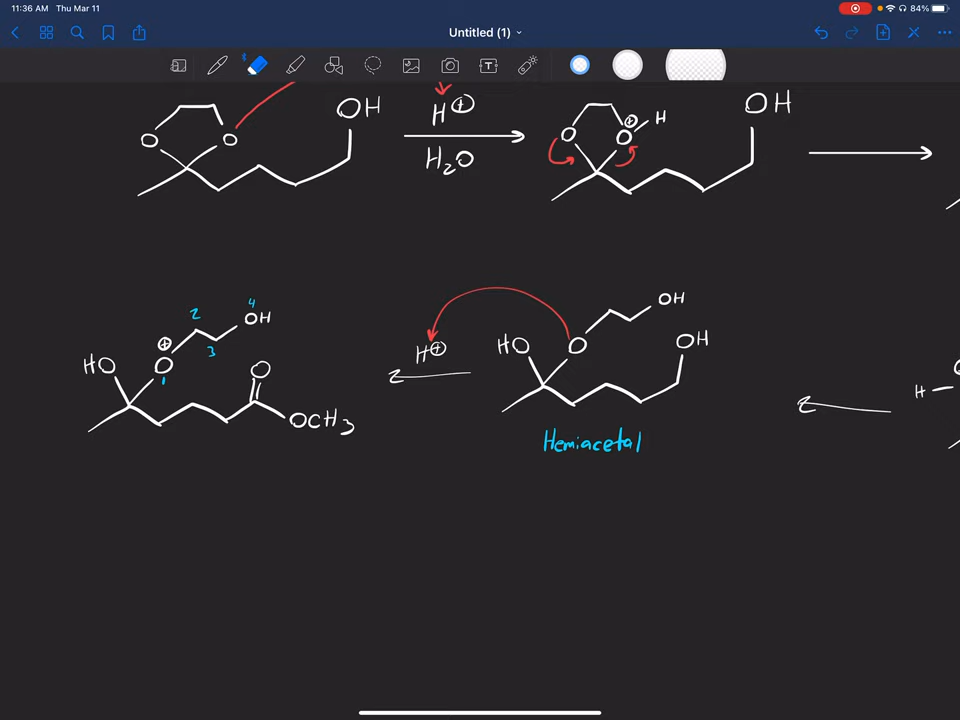 11:36 AM Thu Mar 11
84%
Untitled (1)
OH
H⊕
OH
⊕
H
O
O
O
O
H₂O
4
2
OH
OH
⊕
3
HO
O
1
O
H⊕
HO
O
OH
H
OCH₃
Hemiacetal